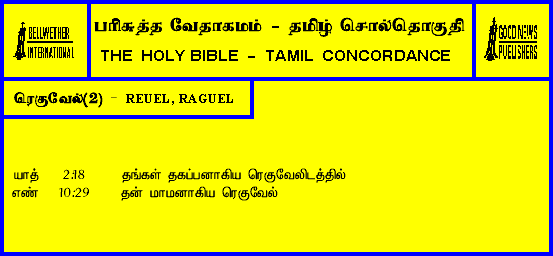 BELLWETHER
INTERNATIONAL
பரிசுத்த வேதாகமம் – தமிழ் சொல்தொகுதி
THE HOLY BIBLE – TAMIL CONCORDANCE
GOOD NEWS
PUBLISHERS
ரெகுவேல்(2) – REUEL, RAGUEL
யாத் 2:18 தங்கள் தகப்பனாகிய ரெகுவேலிடத்தில்
எண் 10:29 தன் மாமனாகிய ரெகுவேல்